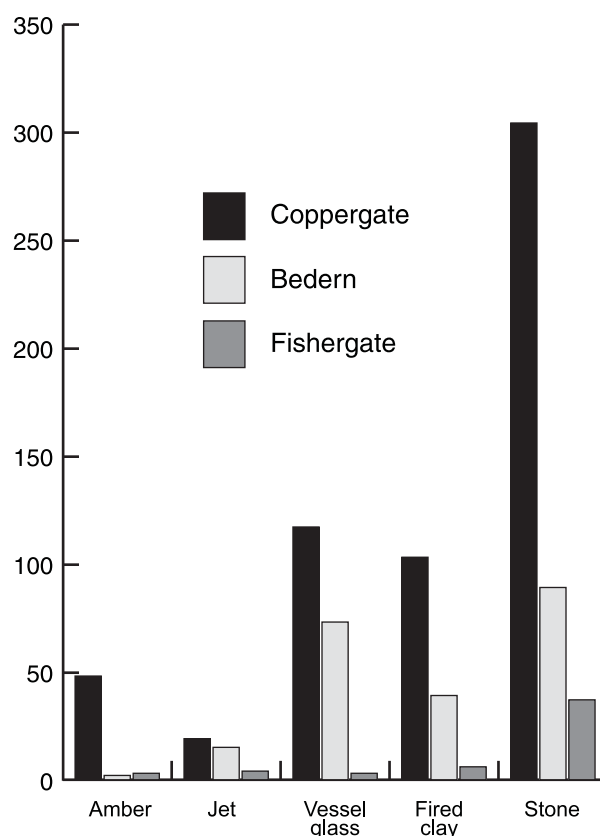 350
300
250
200
150
100
50
0
Coppergate
Bedern
Fishergate
Amber
Jet
Vessel
glass
Fired
clay
Stone